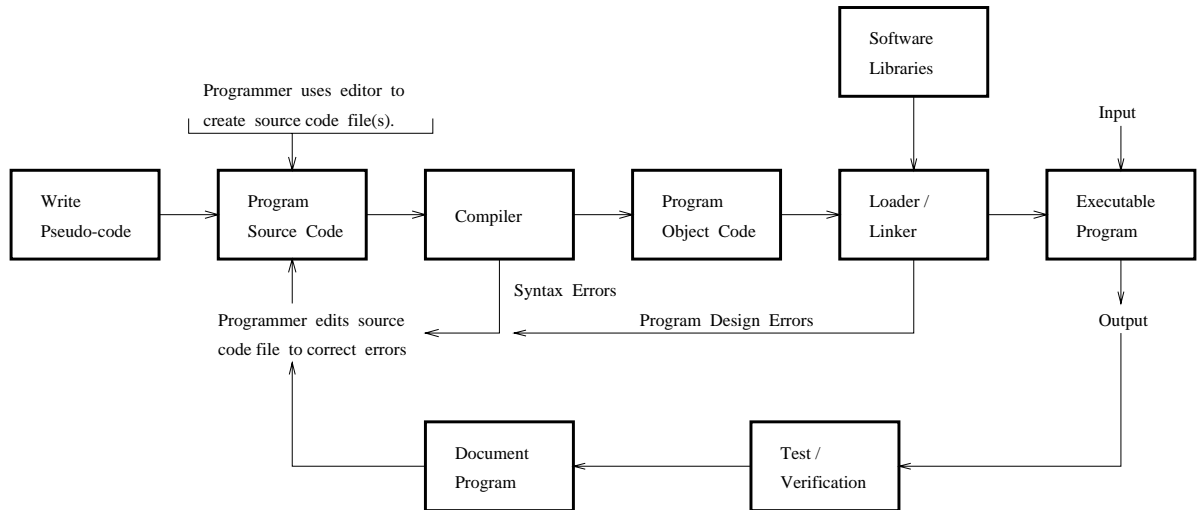 Software
Libraries
Programmer uses editor to
create source code file(s).
Input
Write
Pseudo-code
Program
Source Code
Compiler
Program
Object Code
Loader /
Linker
Executable
Program
Syntax Errors
Programmer edits source
code file to correct errors
Program Design Errors
Output
Document
Program
Test /
Verification